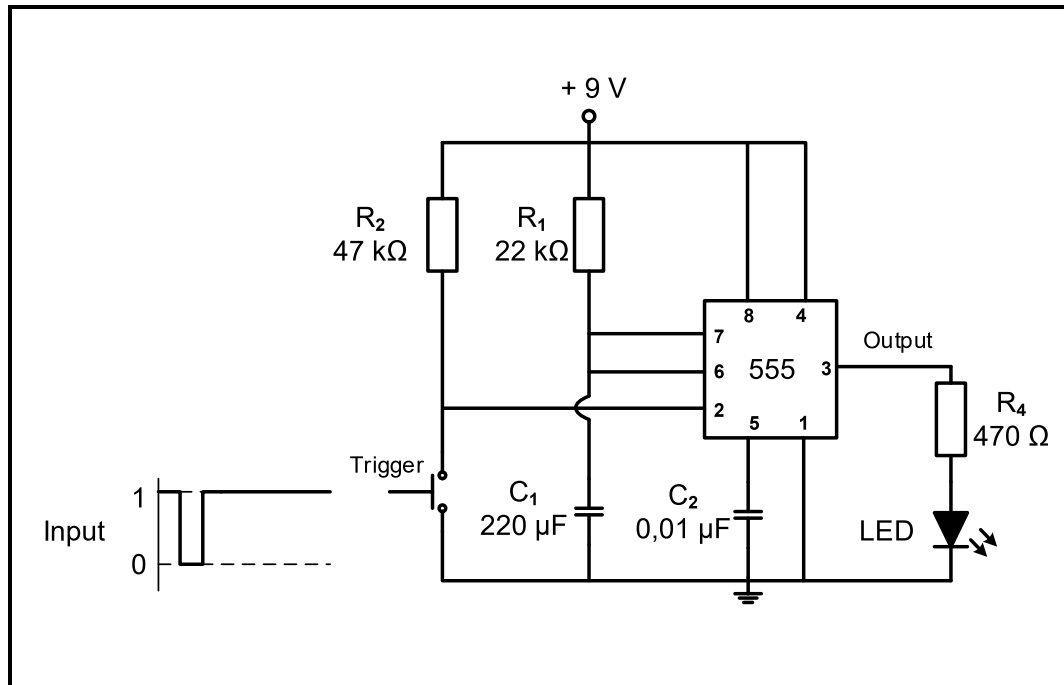 + 9 V
R₂
47 kΩ
R₁
22 kΩ
8 4
7
6
2
555
3
5 1
Output
R₄
470 Ω
Trigger
C₁
220 µF
C₂
0,01 µF
LED
Input
1
0